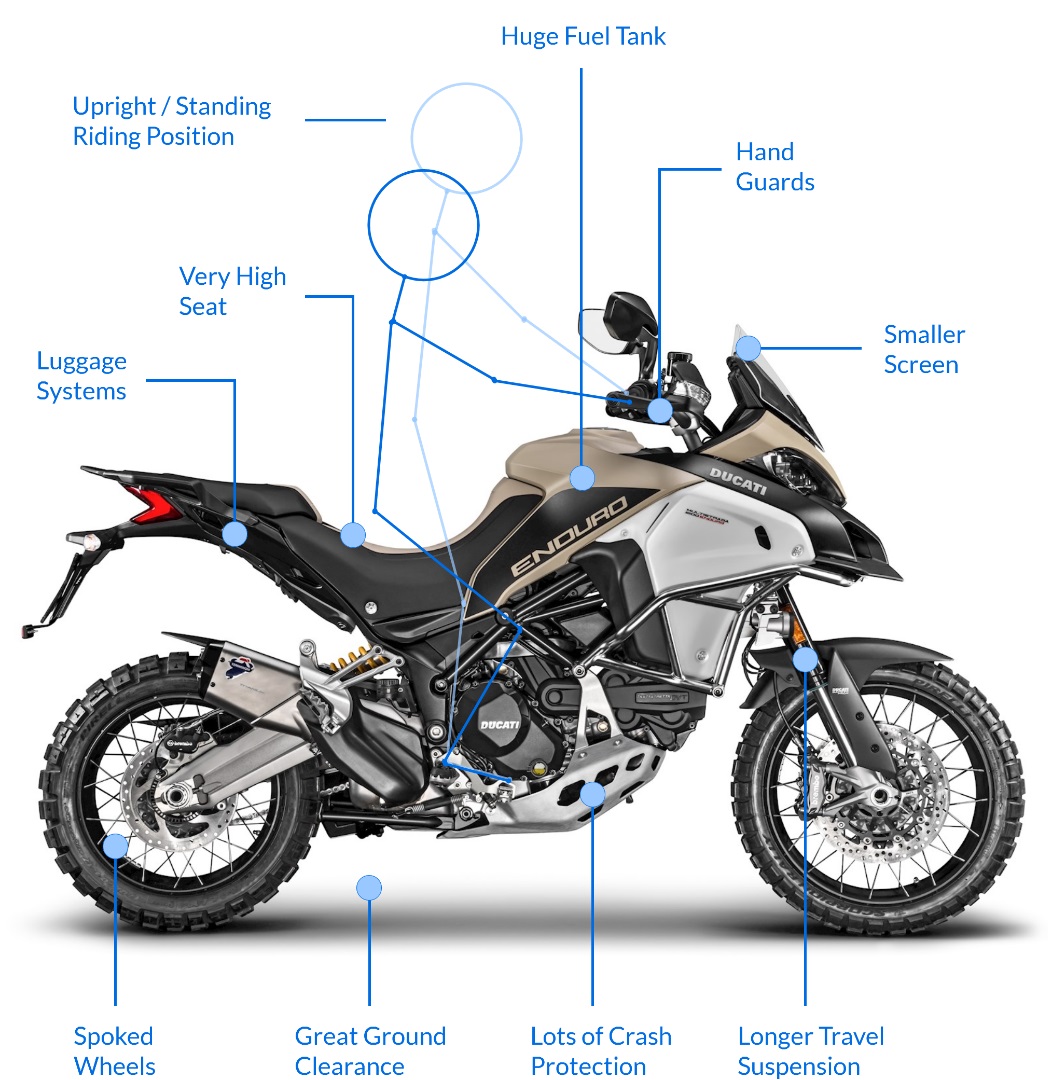 Huge Fuel Tank
Upright / Standing
Riding Position
Hand
Guards
Very High
Seat
Smaller
Screen
Luggage
Systems
DUCATI
ENDURO
DUCATI
Spoked
Wheels
Great Ground
Clearance
Lots of Crash
Protection
Longer Travel
Suspension